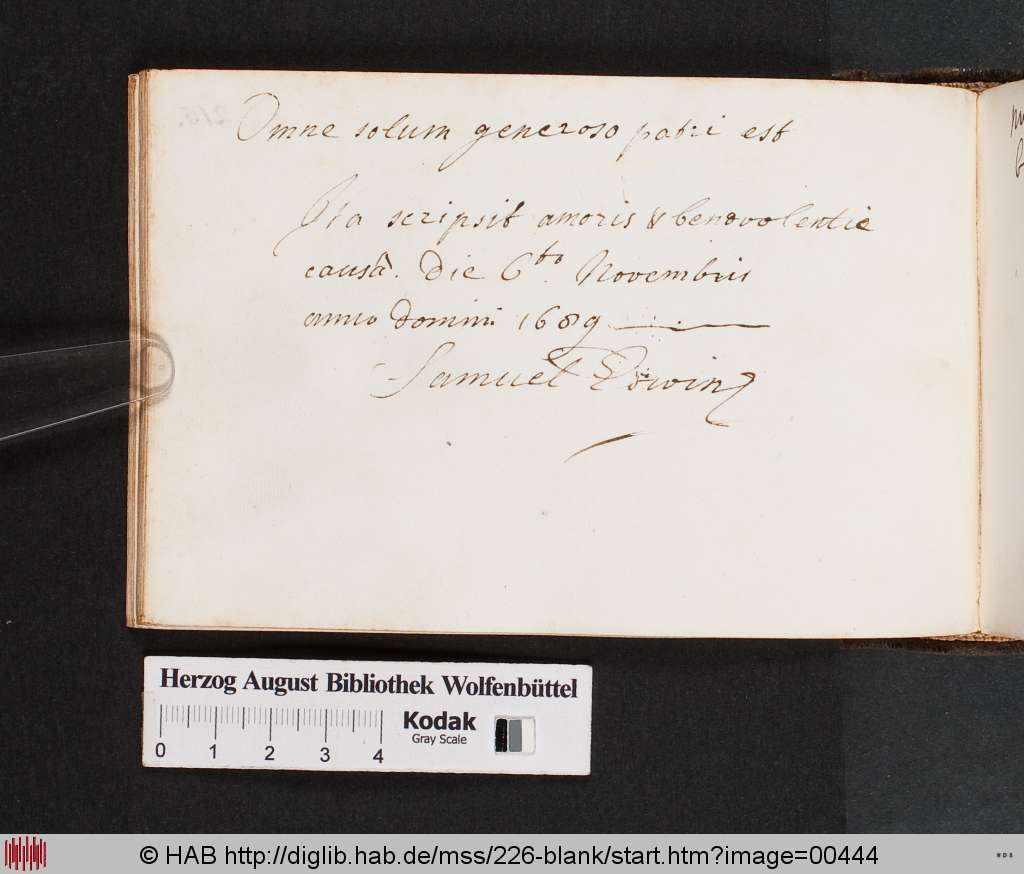 Omne solum generoso patri est
Ita scripsit amoris & benevolentie
causâ. Die 6to. Novembris
anno domini 1689
Samuel
Herzog August Bibliothek Wolfenbüttel
Kodak
Gray Scale
0 1 2 3 4
© HAB http://diglib.hab.de/mss/226-blank/start.htm?image=00444